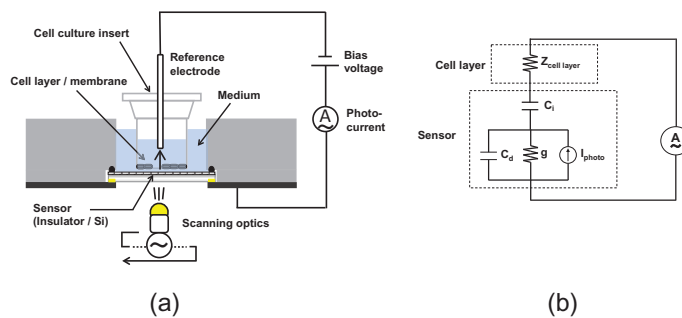 Cell culture insert
Reference
electrode
Bias
voltage
Cell layer / membrane
Medium
A
Photo-
current
Sensor
(Insulator / Si)
Scanning optics
(a)
Cell layer
Z cell layer
C i
Sensor
C d
g
I photo
A
(b)